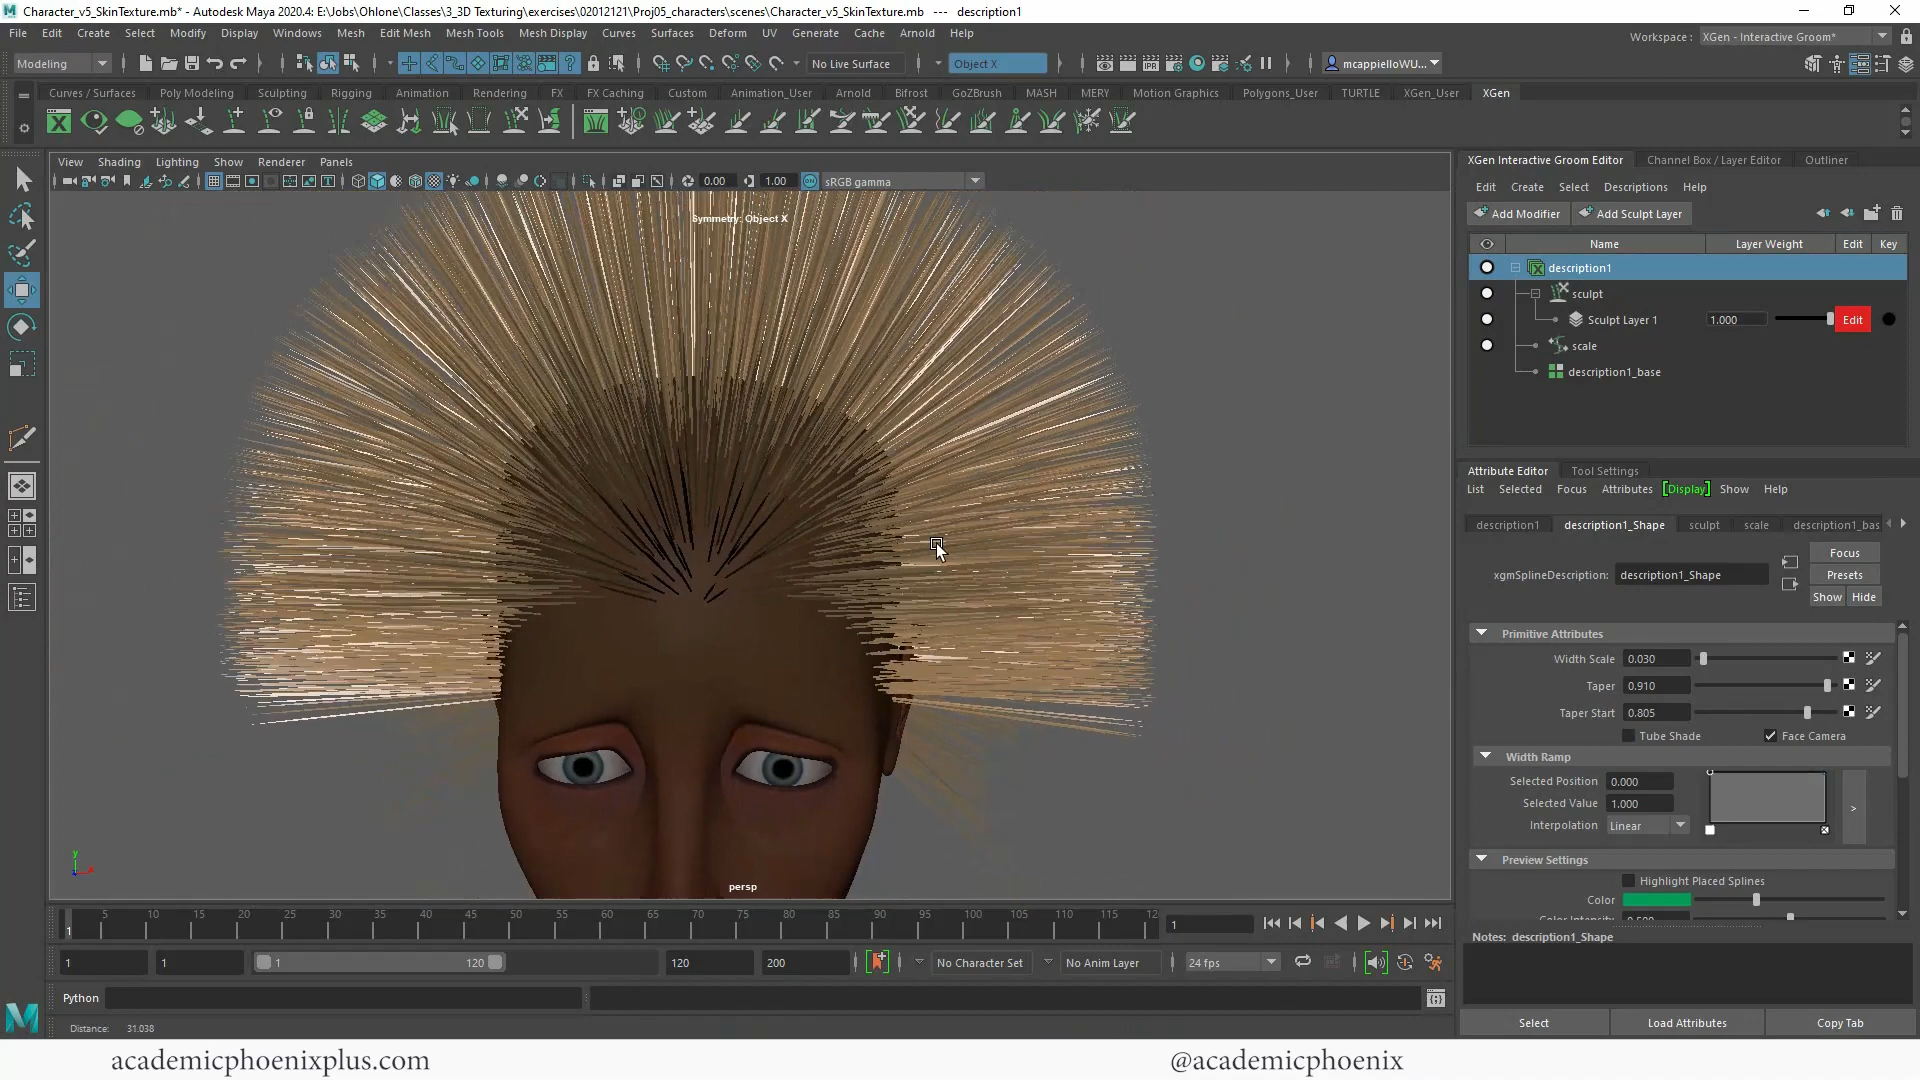 Character_v5_SkinTexture.mb* - Autodesk Maya 2020.4: E:\Jobs\Ohlone\Classes\3_3D Texturing\exercises\02012121\Proj05_characters\scenes\Character_v5_SkinTexture.mb --- description1
File Edit Create Select Modify Display Windows Mesh Edit Mesh Mesh Tools Mesh Display Curves Surfaces Deform UV Generate Cache Arnold Help
Workspace : XGen - Interactive Groom*
Modeling No Live Surface Object X mcappielloWU...
Curves / Surfaces Poly Modeling Sculpting Rigging Animation Rendering FX FX Caching Custom Animation_User Arnold Bifrost GoZBrush MASH MERY Motion Graphics Polygons_User TURTLE XGen_User XGen
View Shading Lighting Show Renderer Panels
0.00 1.00 sRGB gamma
Symmetry: Object X
persp
XGen Interactive Groom Editor Channel Box / Layer Editor Outliner
Edit Create Select Descriptions Help
Add Modifier Add Sculpt Layer
Name Layer Weight Edit Key
description1
sculpt
Sculpt Layer 1 1.000 Edit
scale
description1_base
Attribute Editor Tool Settings
List Selected Focus Attributes [Display] Show Help
description1 description1_Shape sculpt scale description1_bas
Focus
xgmSplineDescription: description1_Shape Presets
Show Hide
Primitive Attributes
Width Scale 0.030
Taper 0.910
Taper Start 0.805
Tube Shade Face Camera
Width Ramp
Selected Position 0.000
Selected Value 1.000
Interpolation Linear >
Preview Settings
Highlight Placed Splines
Color
Notes: description1_Shape
Select Load Attributes Copy Tab
5 10 15 20 25 30 35 40 45 50 55 60 65 70 75 80 85 90 95 100 105 110 115 12
1 1
1 1 1 120 120 200 No Character Set No Anim Layer 24 fps
Python
Distance: 31.038
academicphoenixplus.com @academicphoenix